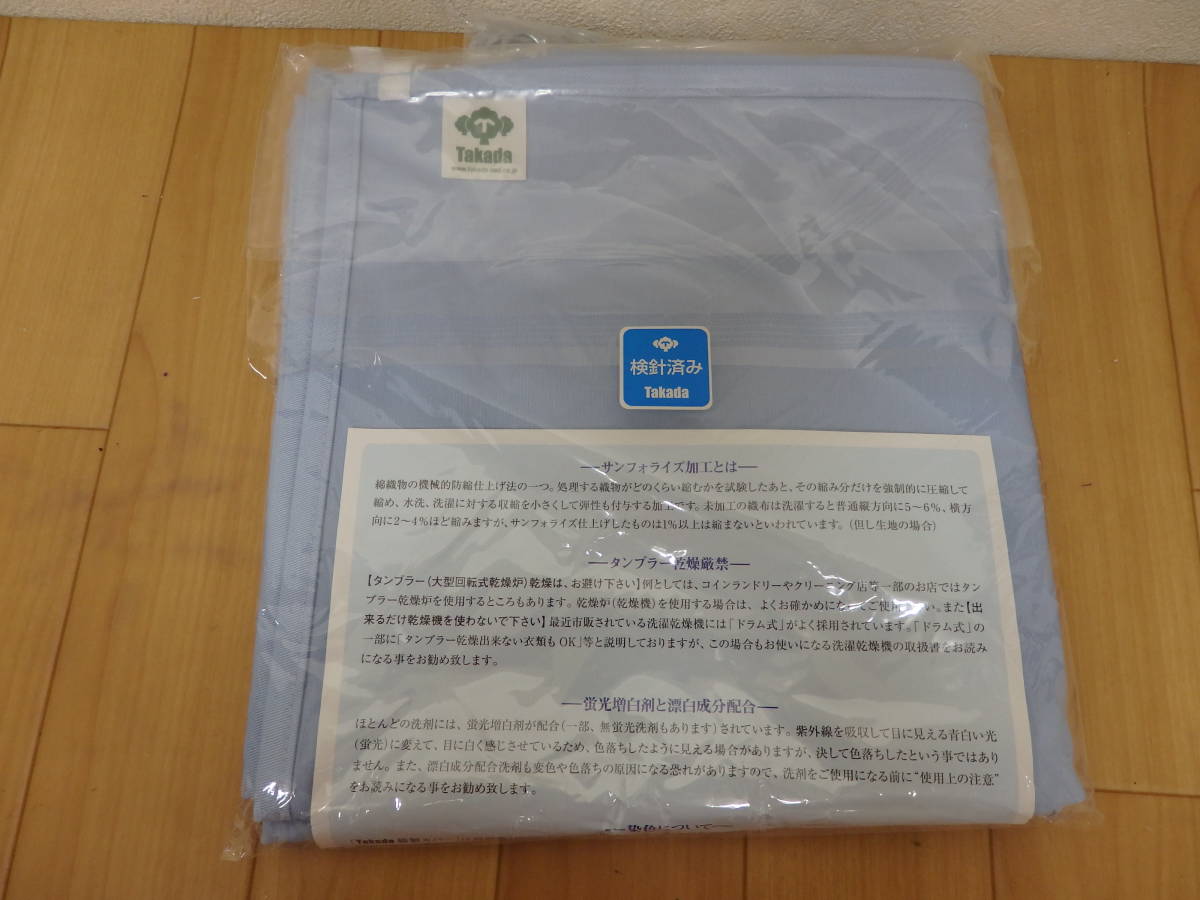 Takada
検針済み
Takada
―サンフォライズ加工とは―
綿織物の機械的防縮仕上げ法の一つ。処理する織物がどのくらい縮むかを試験したあと、その縮み分だけを強制的に圧縮して
縮め、水洗、洗濯に対する収縮を小さくして弾性も付与する加工です。未加工の織布は洗濯すると普通縦方向に5～6%、横方
向に2～4%ほど縮みますが、サンフォライズ仕上げしたものは1%以上は縮まないといわれています。(但し生地の場合)
―タンブラー乾燥厳禁―
【タンブラー(大型回転式乾燥炉)乾燥は、お避け下さい】例としては、コインランドリーやクリーニング店等一部のお店ではタン
ブラー乾燥炉を使用するところもあります。乾燥炉(乾燥機)を使用する場合は、よくお確かめになってご使用 い。また【出
来るだけ乾燥機を使わないで下さい】最近市販されている洗濯乾燥機には「ドラム式」がよく採用されています。「ドラム式」の
一部に「タンブラー乾燥出来ない衣類もOK」等と説明しておりますが、この場合もお使いになる洗濯乾燥機の取扱書をお読み
になる事をお勧め致します。
―蛍光増白剤と漂白成分配合―
ほとんどの洗剤には、蛍光増白剤が配合(一部、無蛍光洗剤もあります)されています。紫外線を吸収して目に見える青白い光
(蛍光)に変えて、目に白く感じさせているため、色落ちしたように見える場合がありますが、決して色落ちしたという事ではあり
ません。また、漂白成分配合洗剤も変色や色落ちの原因になる恐れがありますので、洗剤をご使用になる前に“使用上の注意”
をお読みになる事をお勧め致します。
―染色について―
Takada